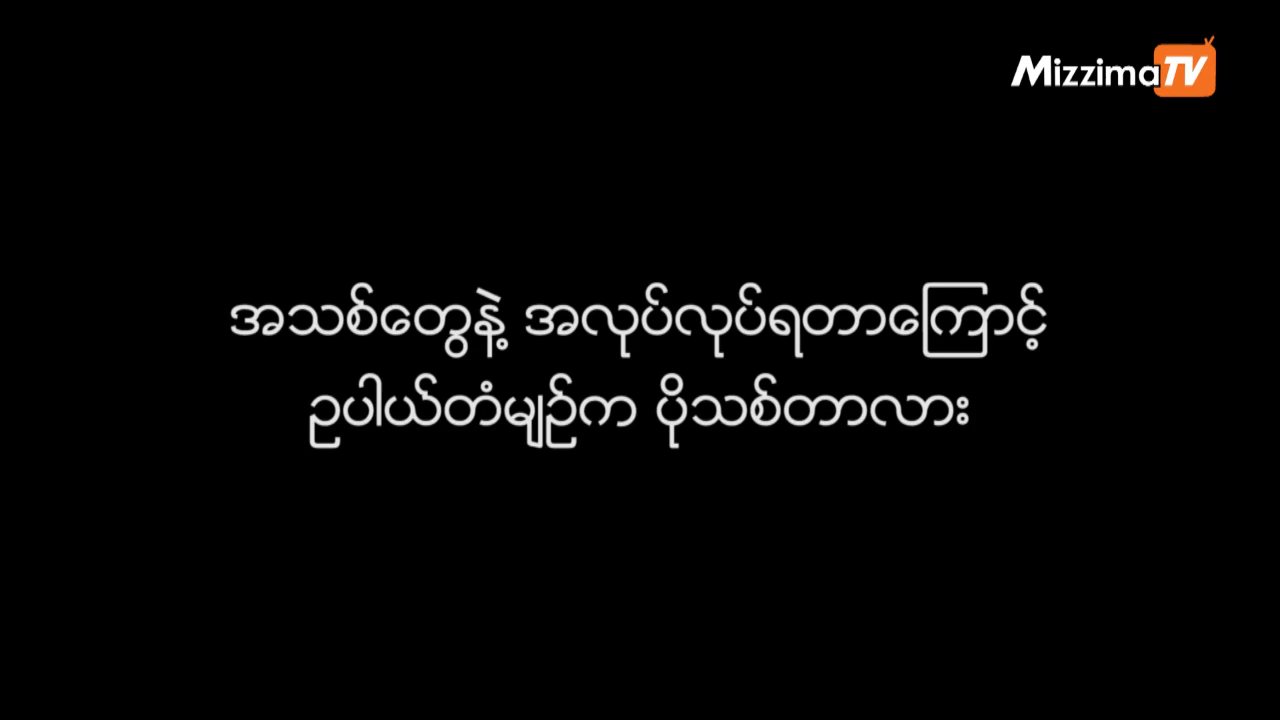 MizzimaTV
အသစ်တွေနဲ့ အလုပ်လုပ်ရတာကြောင့်
ဥပါယ်တံမျဉ်က ပိုသစ်တာလား